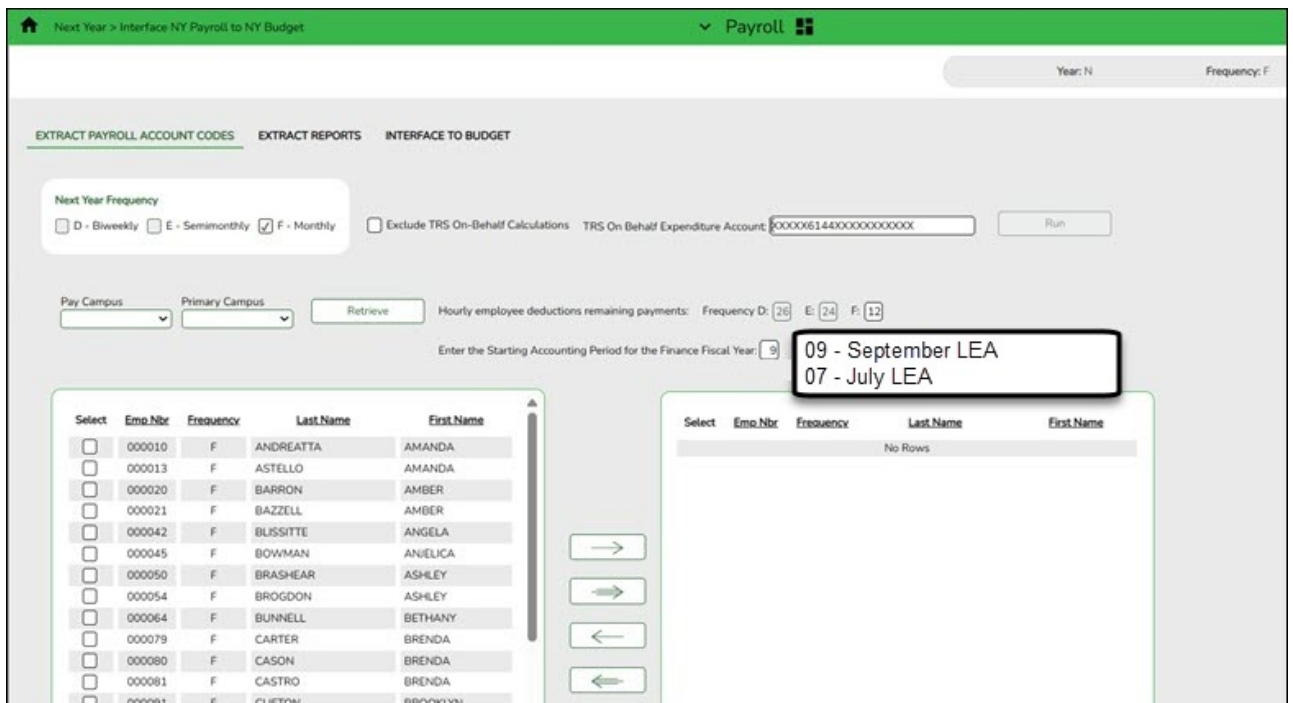 Next Year > Interface NY Payroll to NY Budget
Payroll
Year: N Frequency: F
EXTRACT PAYROLL ACCOUNT CODES EXTRACT REPORTS INTERFACE TO BUDGET
Next Year Frequency
D - Biweekly E - Semimonthly F - Monthly Exclude TRS On-Behalf Calculations TRS On Behalf Expenditure Account: XXXXX6144XXXXXXXXXXXX Run
Pay Campus Primary Campus
Retrieve Hourly employee deductions remaining payments: Frequency D: 26 E: 24 F: 12
Enter the Starting Accounting Period for the Finance Fiscal Year: 9
09 - September LEA
07 - July LEA
Select Emp Nbr Frequency Last Name First Name
000010 F ANDREATTA AMANDA
000013 F ASTELLO AMANDA
000020 F BARRON AMBER
000021 F BAZZELL AMBER
000042 F BLISSITTE ANGELA
000045 F BOWMAN ANJELICA
000050 F BRASHEAR ASHLEY
000054 F BROGDON ASHLEY
000064 F BUNNELL BETHANY
000079 F CARTER BRENDA
000080 F CASON BRENDA
000081 F CASTRO BRENDA
000091 F CLIFTON BROOKLYN
Select Emp Nbr Frequency Last Name First Name
No Rows